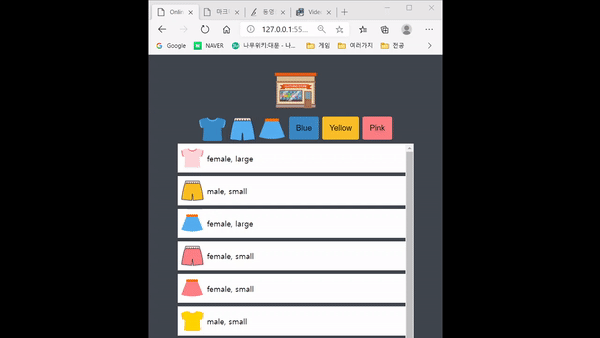 Onlin
마크
동영
Video
127.0.0.1:55...
Google
NAVER
나무위키:대문 - 나...
게임
여러가지
전공
Blue
Yellow
Pink
female, large
male, small
female, large
female, small
female, small
male, small